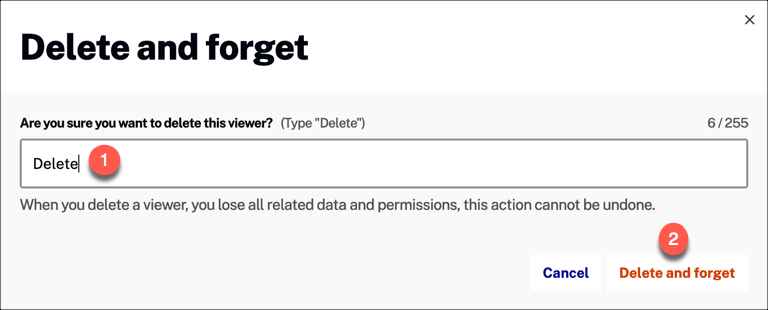 Delete and forget
Are you sure you want to delete this viewer? (Type "Delete") 6 / 255
Delete 1
When you delete a viewer, you lose all related data and permissions, this action cannot be undone.
2
Cancel Delete and forget